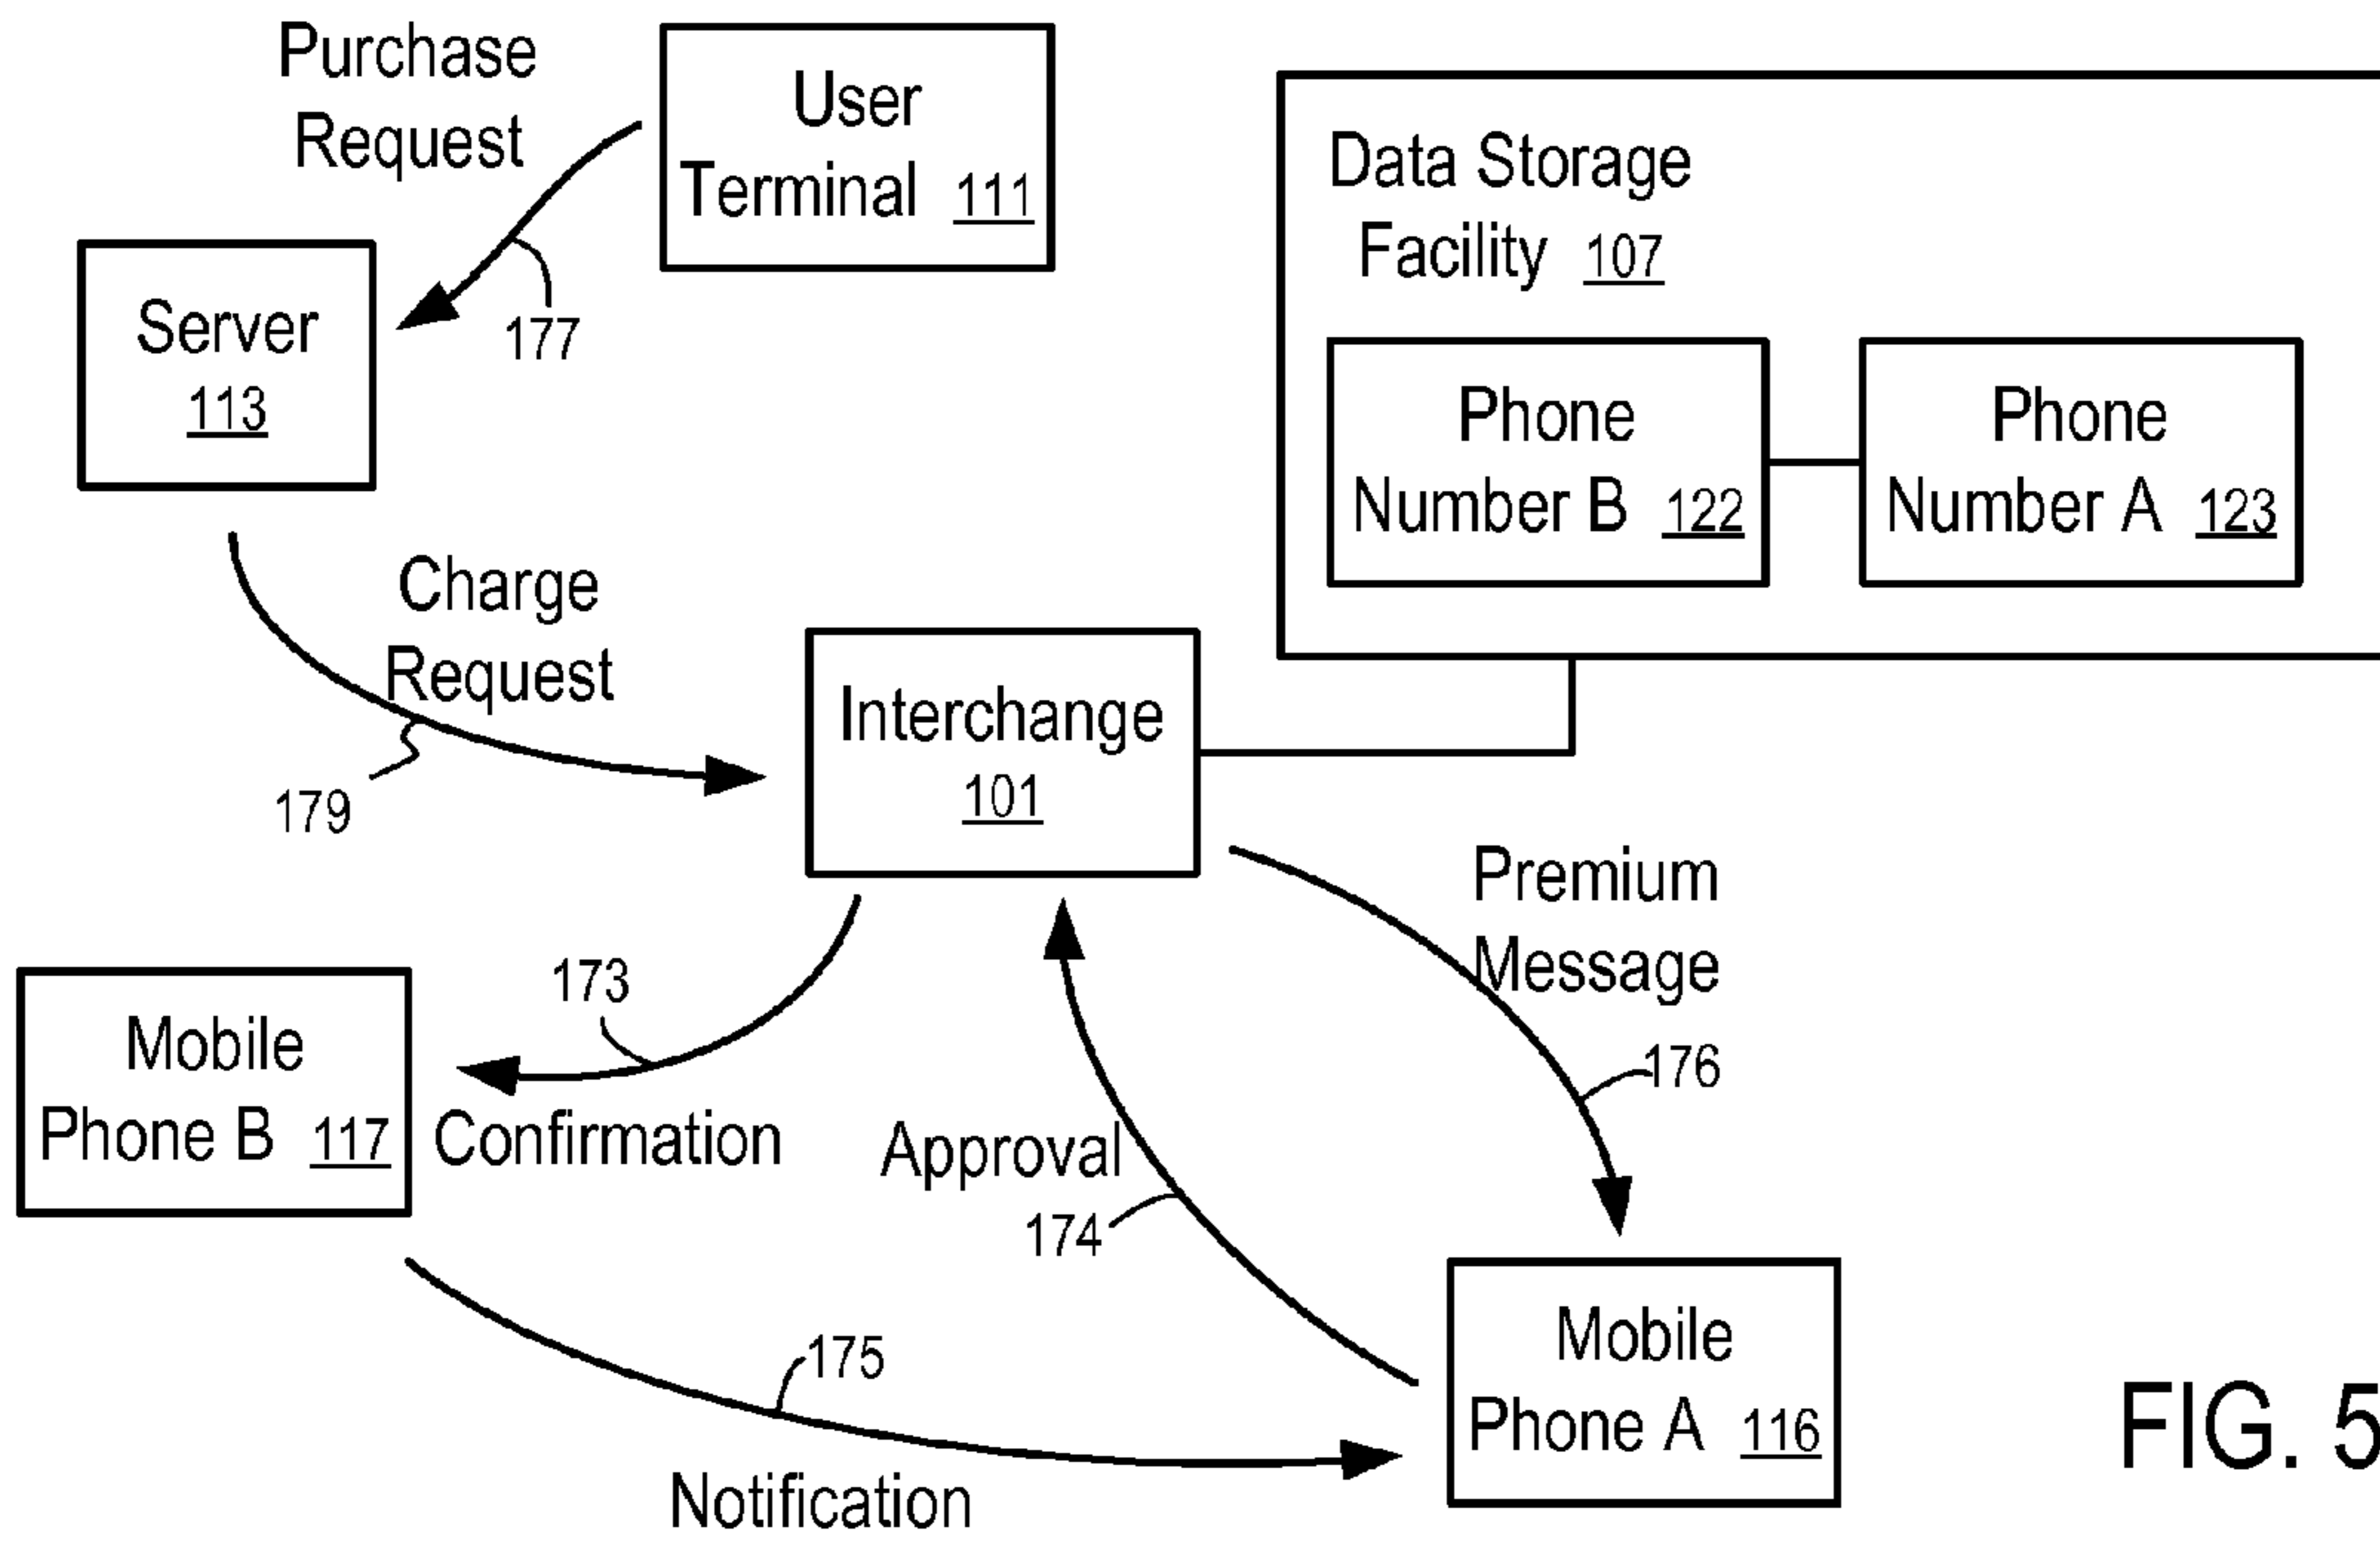 Purchase
Request
User
Terminal 111
177
Server
113
Data Storage
Facility 107
Phone
Number B 122
Phone
Number A 123
Charge
Request
179
Interchange
101
Premium
Message
176
173
Mobile
Phone B 117
Confirmation
Approval
174
175
Notification
Mobile
Phone A 116
FIG. 5